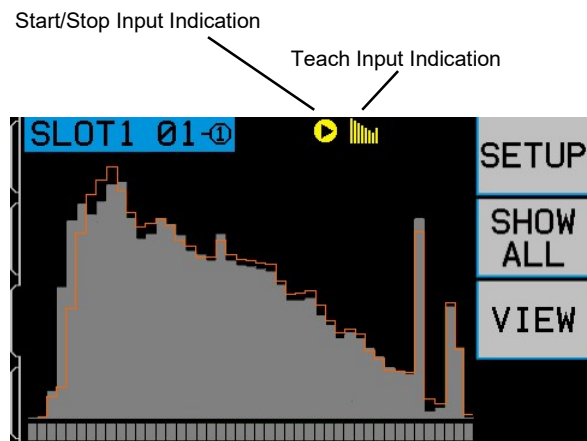 Start/Stop Input Indication
Teach Input Indication
SLOT1 01-①
SETUP
SHOW
ALL
VIEW